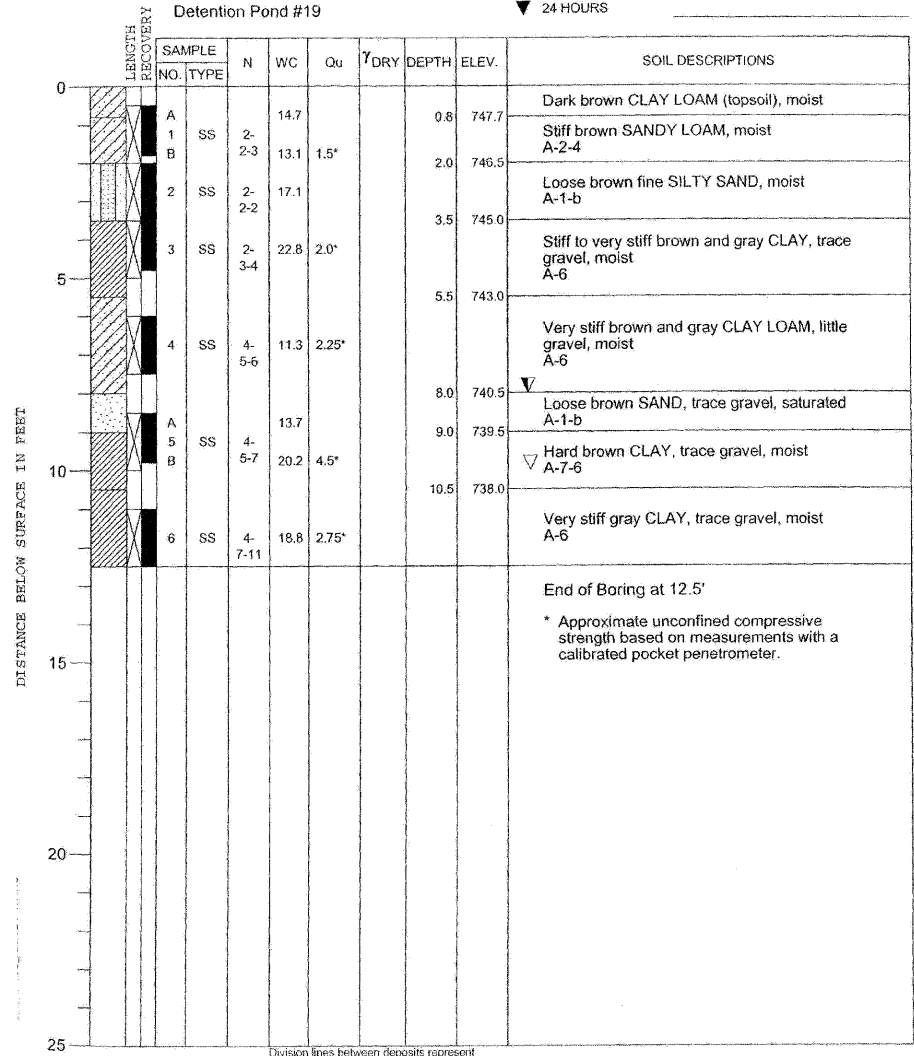 Detention Pond #19
▼ 24 HOURS
LENGTH
RECOVERY
SAMPLE
NO. TYPE
N
WC
Qu
γDRY
DEPTH
ELEV.
SOIL DESCRIPTIONS
0
Dark brown CLAY LOAM (topsoil), moist
A 14.7
0.8 747.7
1 SS 2-
Stiff brown SANDY LOAM, moist
A-2-4
B 2-3 13.1 1.5*
2.0 746.5
Loose brown fine SILTY SAND, moist
A-1-b
2 SS 2- 17.1
2-2
3.5 745.0
Stiff to very stiff brown and gray CLAY, trace
gravel, moist
A-6
3 SS 2- 22.8 2.0*
3-4
5
5.5 743.0
Very stiff brown and gray CLAY LOAM, little
gravel, moist
A-6
4 SS 4- 11.3 2.25*
5-6
8.0 740.5
Loose brown SAND, trace gravel, saturated
A-1-b
A 13.7
9.0 739.5
5 SS 4-
Hard brown CLAY, trace gravel, moist
A-7-6
B 5-7 20.2 4.5*
10
10.5 738.0
Very stiff gray CLAY, trace gravel, moist
A-6
6 SS 4- 18.8 2.75*
7-11
End of Boring at 12.5'
* Approximate unconfined compressive
strength based on measurements with a
calibrated pocket penetrometer.
DISTANCE BELOW SURFACE IN FEET
15
20
25
Division lines between deposits represent